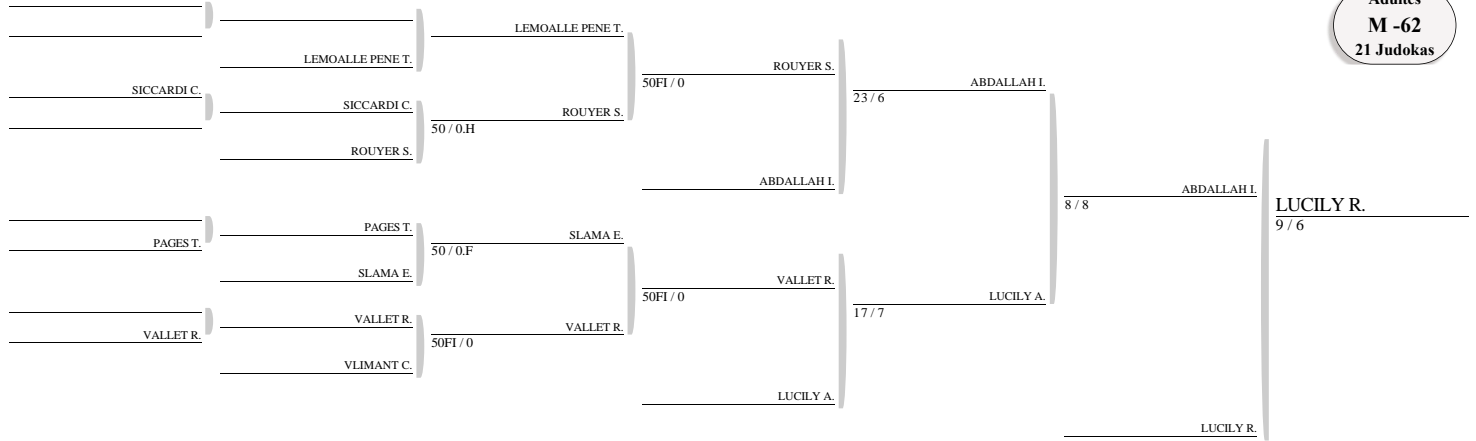 Adultes
M -62
21 Judokas
LEMOALLE PENE T.
LEMOALLE PENE T.
ROUYER S.
50FI / 0
ABDALLAH I.
23 / 6
SICCARDI C.
SICCARDI C.
ROUYER S.
50 / 0.H
ROUYER S.
ABDALLAH I.
ABDALLAH I.
8 / 8
LUCILY R.
9 / 6
PAGES T.
PAGES T.
SLAMA E.
50 / 0.F
SLAMA E.
VALLET R.
50FI / 0
LUCILY A.
17 / 7
VALLET R.
VALLET R.
VALLET R.
50FI / 0
VLIMANT C.
LUCILY A.
LUCILY R.